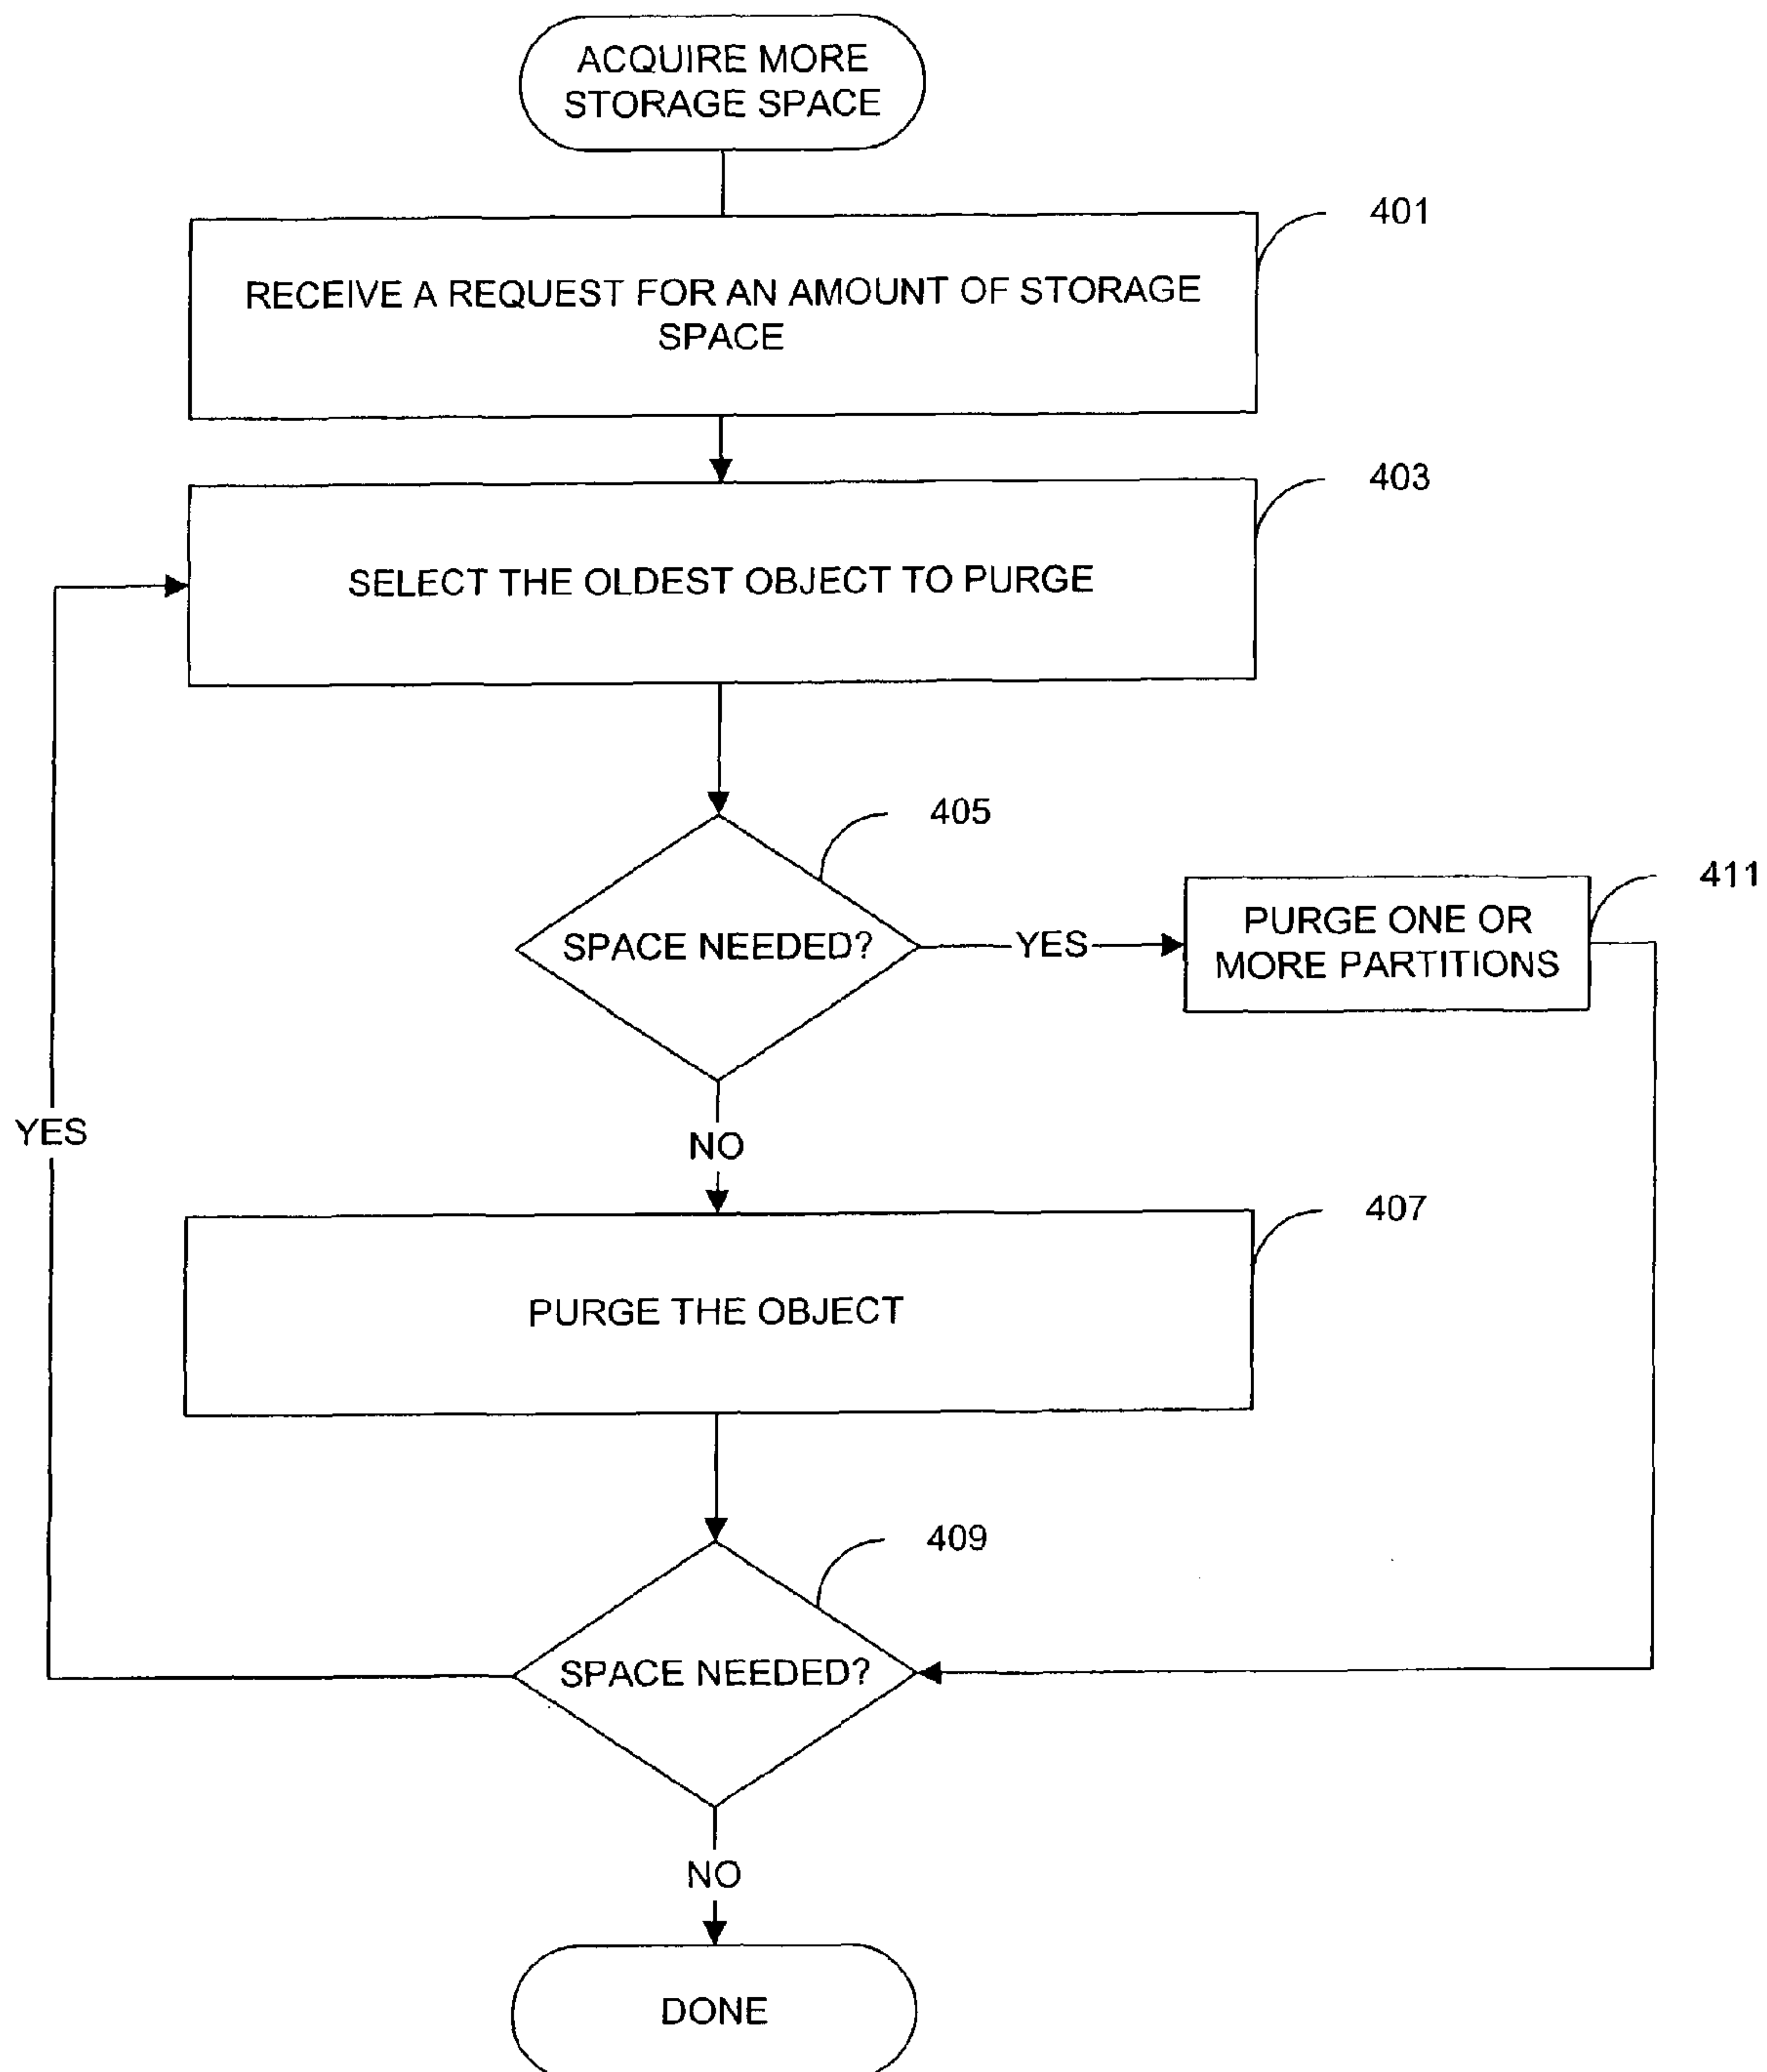 ACQUIRE MORE
STORAGE SPACE
401
RECEIVE A REQUEST FOR AN AMOUNT OF STORAGE
SPACE
403
SELECT THE OLDEST OBJECT TO PURGE
405
SPACE NEEDED?
YES
411
PURGE ONE OR
MORE PARTITIONS
YES
NO
407
PURGE THE OBJECT
409
SPACE NEEDED?
NO
DONE